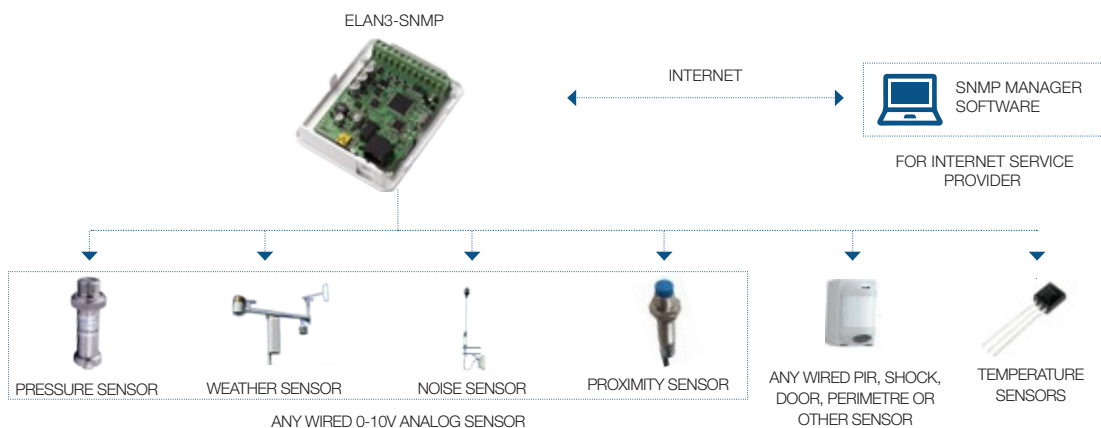 ELAN3-SNMP
INTERNET
SNMP MANAGER
SOFTWARE
FOR INTERNET SERVICE
PROVIDER
PRESSURE SENSOR
WEATHER SENSOR
NOISE SENSOR
PROXIMITY SENSOR
ANY WIRED 0-10V ANALOG SENSOR
ANY WIRED PIR, SHOCK,
DOOR, PERIMETRE OR
OTHER SENSOR
TEMPERATURE
SENSORS